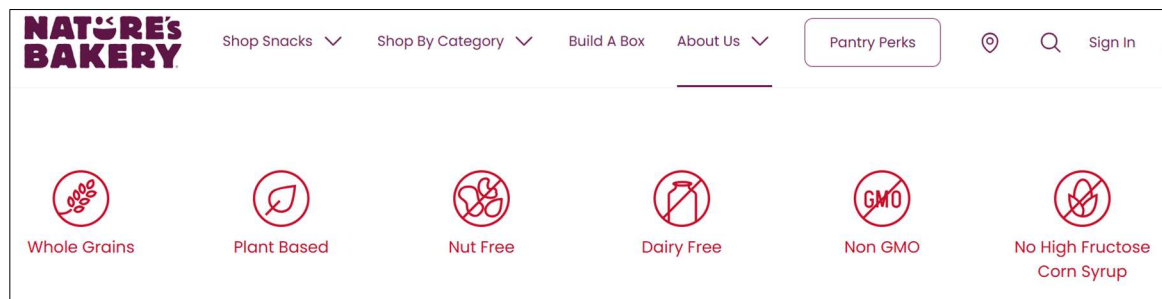 NATURE's
BAKERY
Shop Snacks
Shop By Category
Build A Box
About Us
Pantry Perks
Sign In
Whole Grains
Plant Based
Nut Free
Dairy Free
GMO
Non GMO
No High Fructose
Corn Syrup